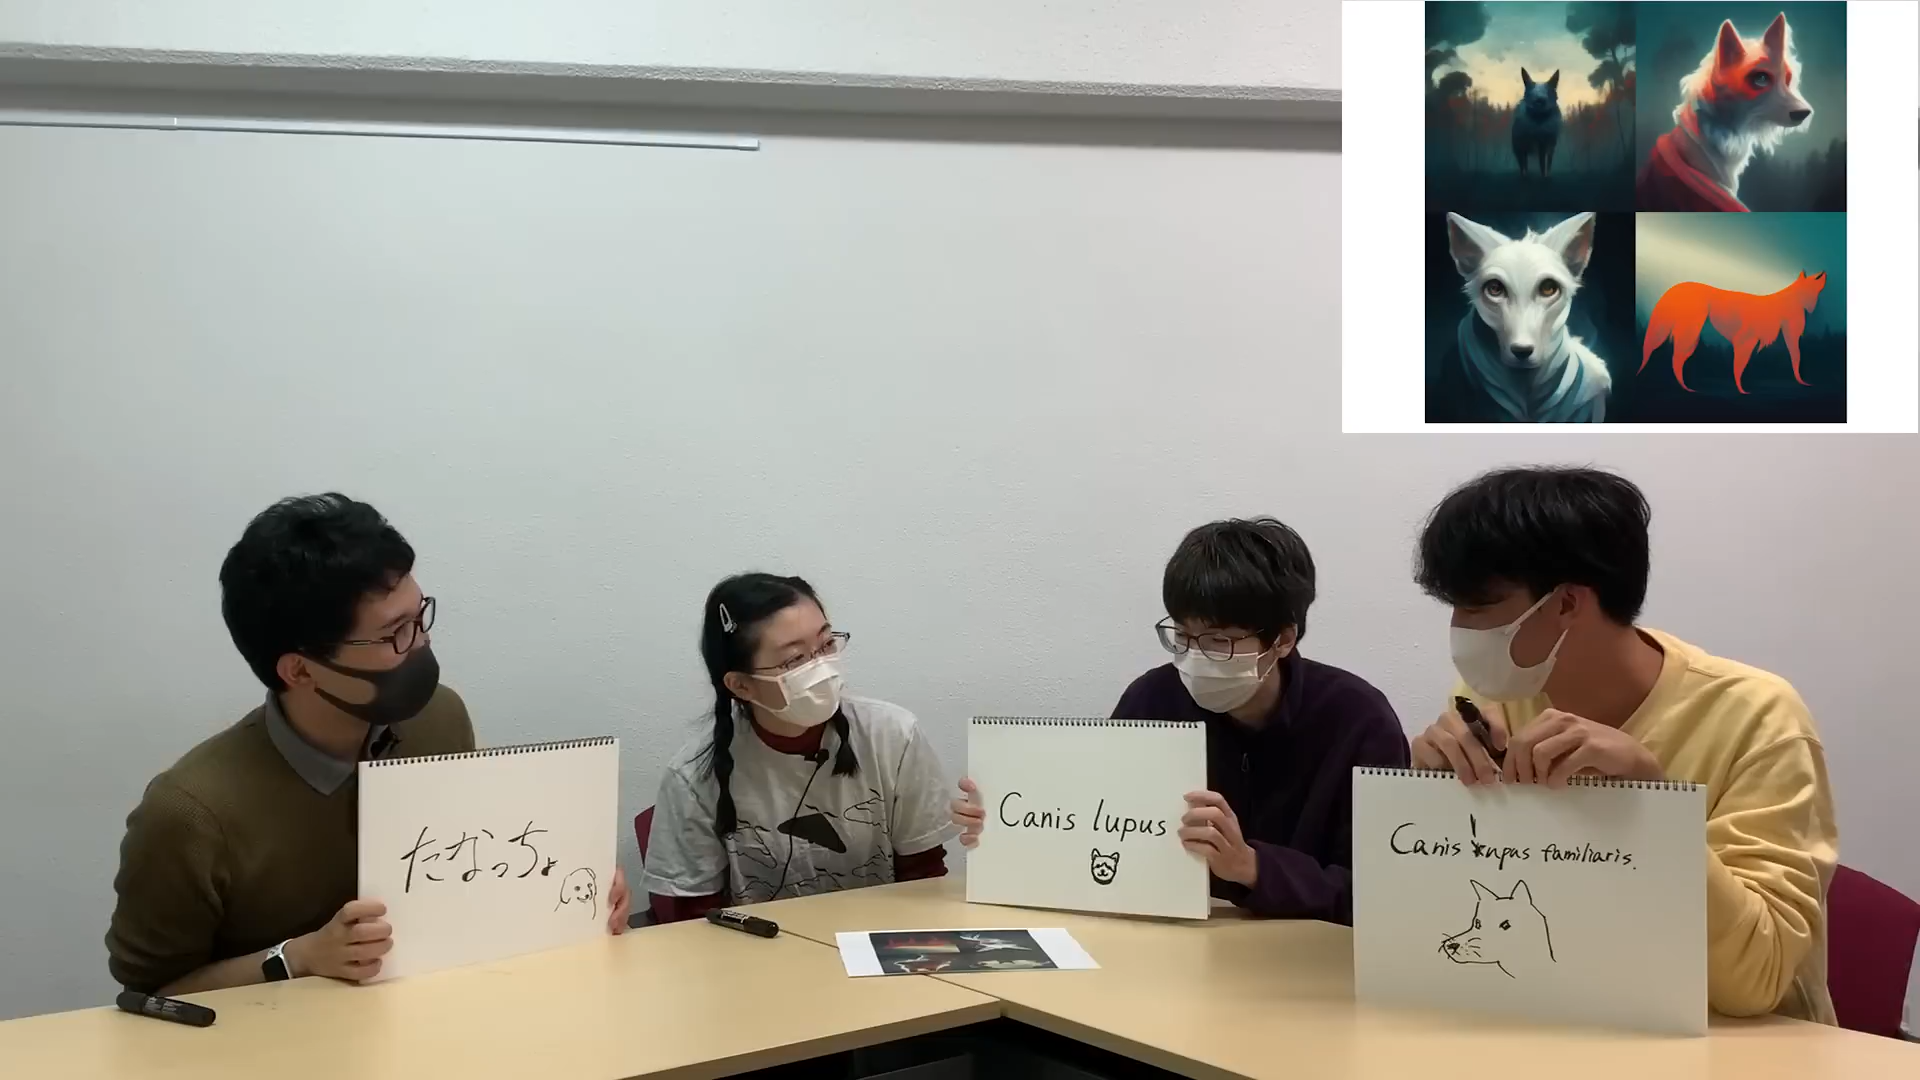 たなっちょ
Canis lupus
Canis lupus familiaris.